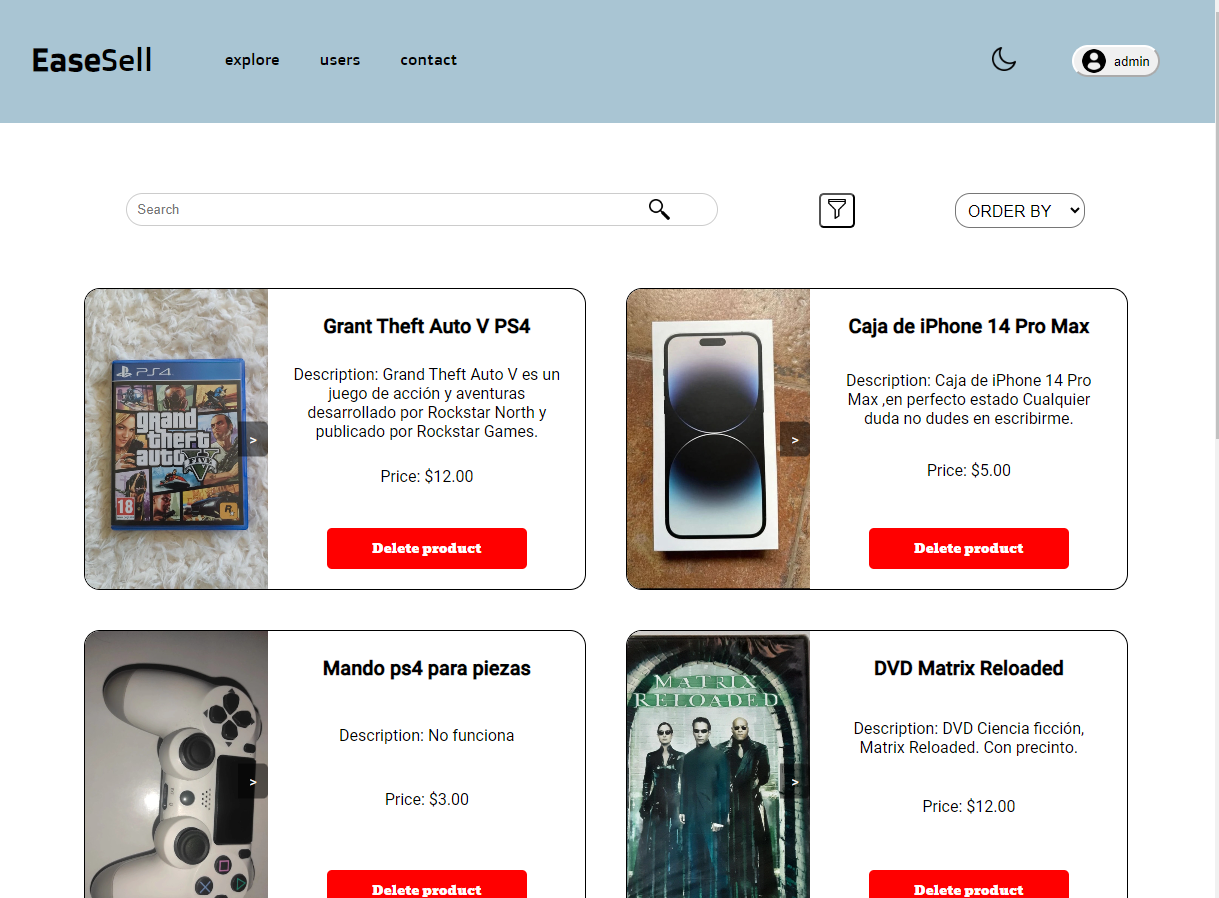 EaseSell
explore
users
contact
admin
Search
ORDER BY
PS4
grand
theft
auto
V
FIVE
18
R
>
Grant Theft Auto V PS4
Description: Grand Theft Auto V es un
juego de acción y aventuras
desarrollado por Rockstar North y
publicado por Rockstar Games.
Price: $12.00
Delete product
>
Caja de iPhone 14 Pro Max
Description: Caja de iPhone 14 Pro
Max ,en perfecto estado Cualquier
duda no dudes en escribirme.
Price: $5.00
Delete product
>
Mando ps4 para piezas
Description: No funciona
Price: $3.00
Delete product
MATRIX
RELOADED
>
DVD Matrix Reloaded
Description: DVD Ciencia ficción,
Matrix Reloaded. Con precinto.
Price: $12.00
Delete product